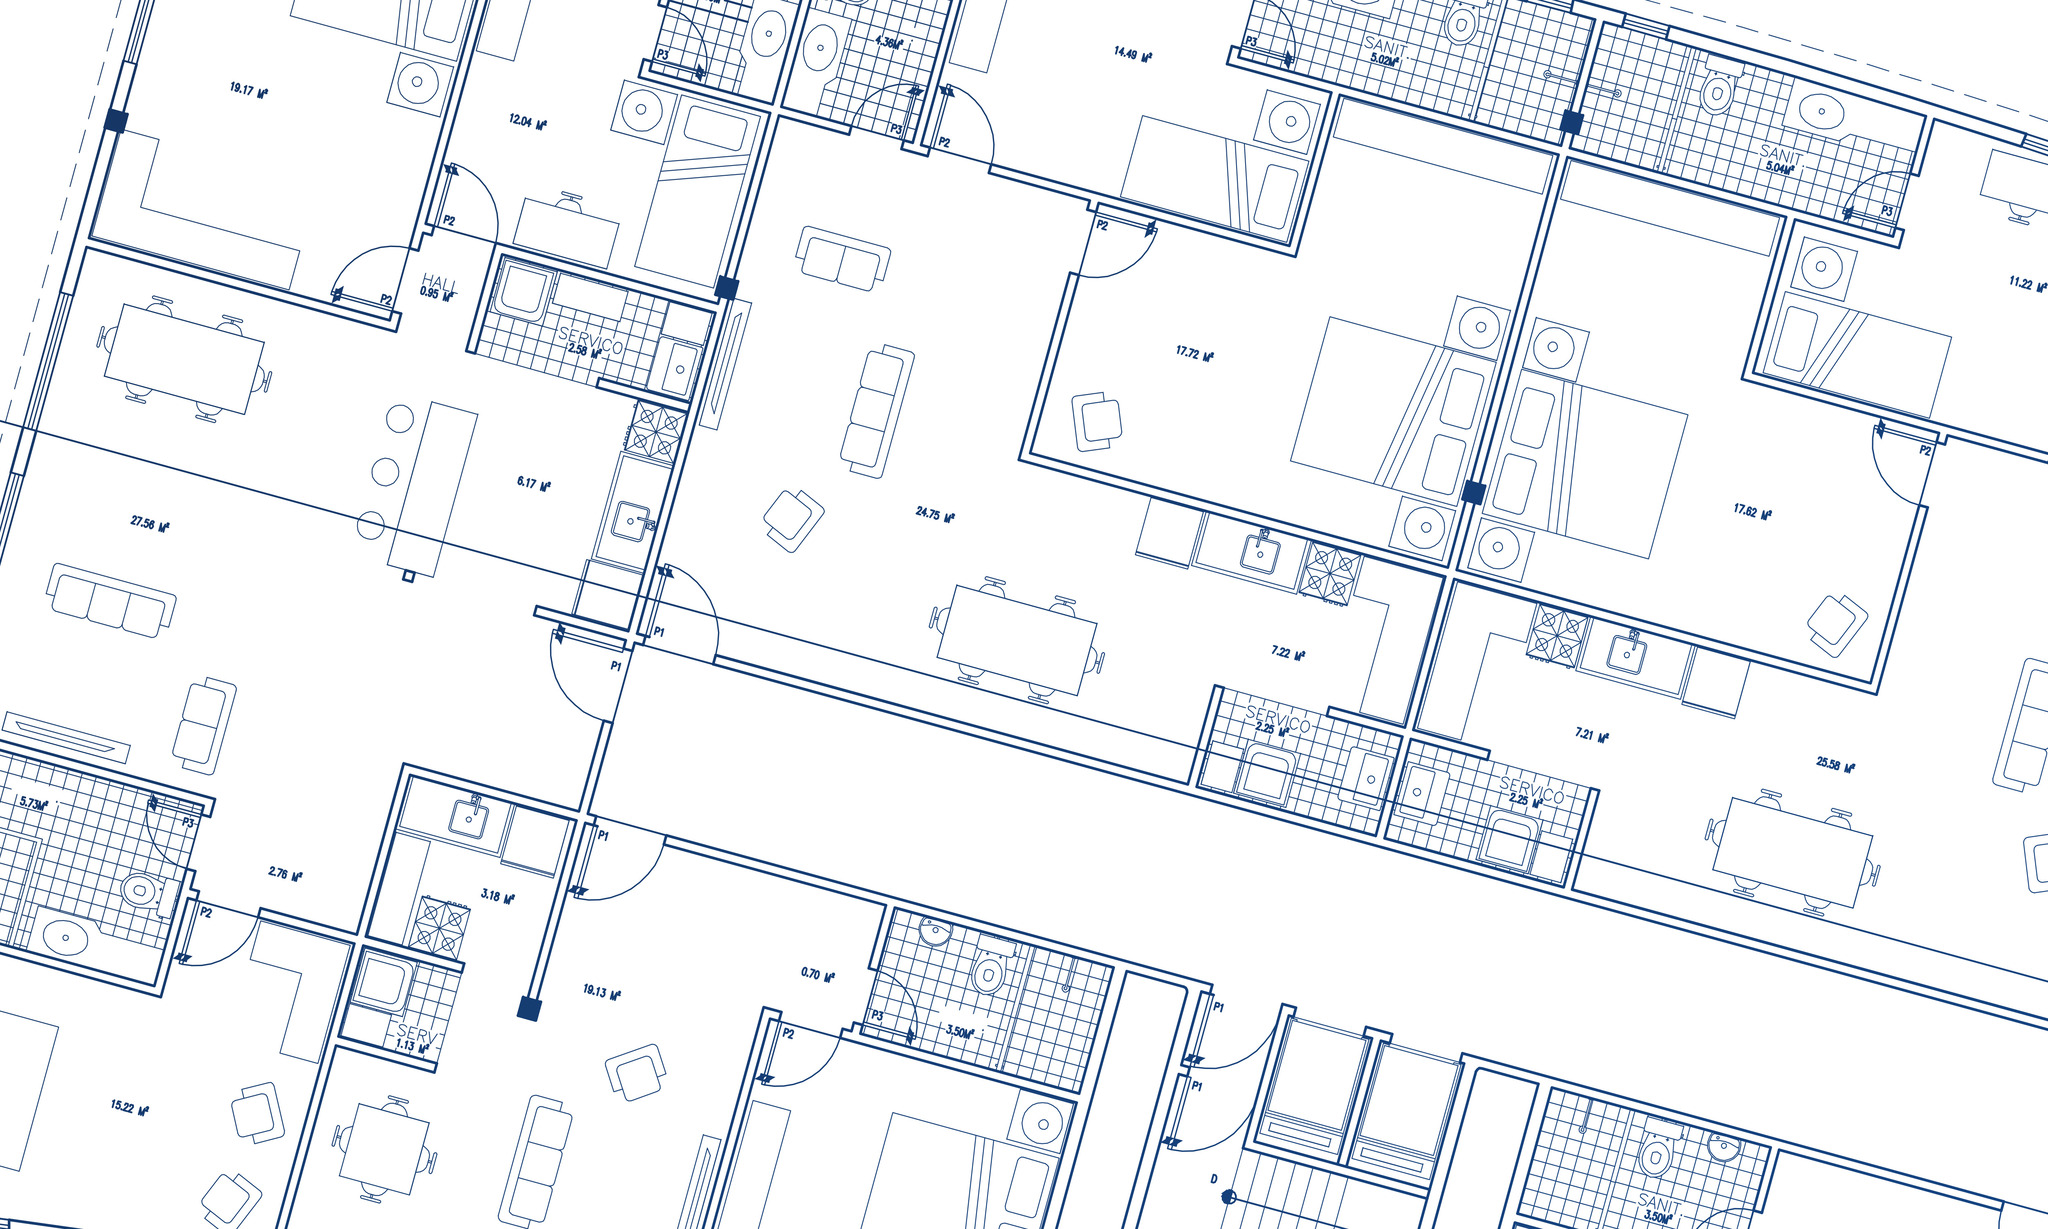 4.36M²
P3
14.49 M²
P3
SANIT
5.02M²
19.17 M²
12.04 M²
P3
P2
SANIT
5.04M²
P2
P2
P3
HALL
0.95 M²
P2
11.22 M²
SERVICO
2.58 M²
17.72 M²
P2
6.17 M²
27.56 M²
24.75 M²
17.62 M²
P1
P1
7.22 M²
SERVICO
2.25 M²
7.21 M²
25.58 M²
SERVICO
2.25 M²
5.73M²
P3
P1
2.76 M²
3.18 M²
P2
0.70 M²
19.13 M²
P3
3.50M²
P2
P1
SERV
1.13 M²
P1
15.22 M²
D
SANIT
3.50M²